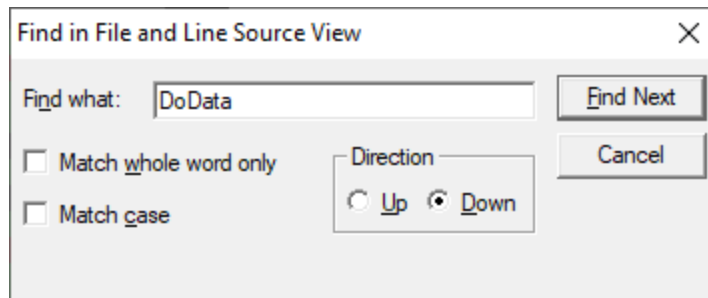 Find in File and Line Source View
Find what: DoData Find Next
Match whole word only Direction Cancel
Match case Up Down